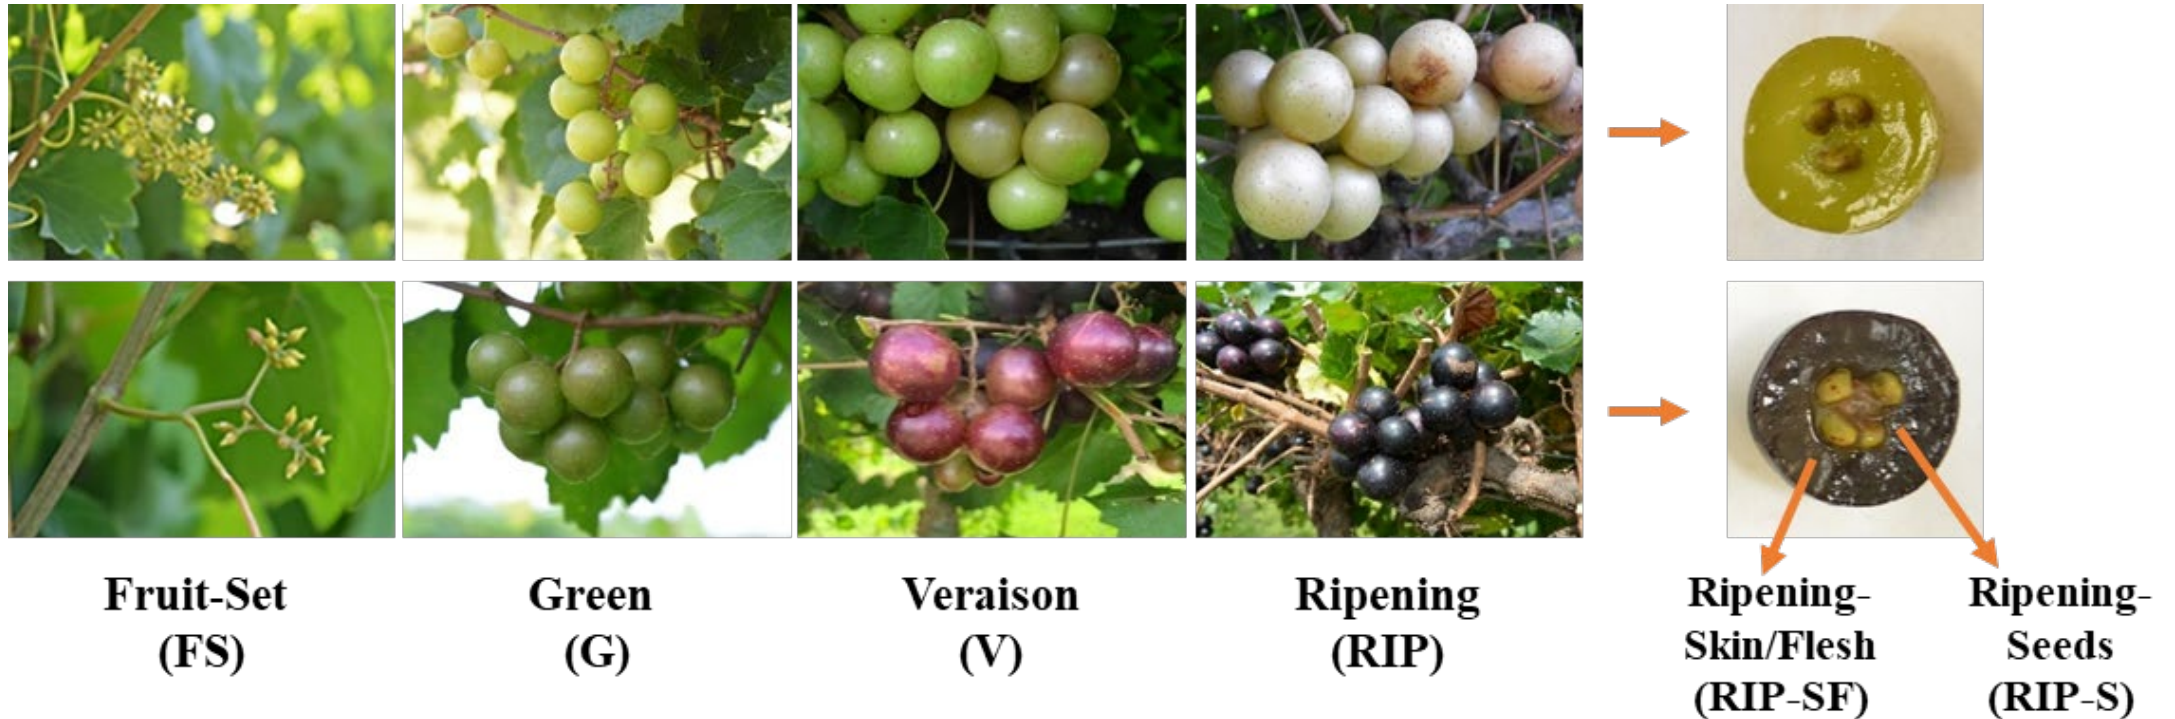 Fruit-Set
(FS)
Green
(G)
Veraison
(V)
Ripening
(RIP)
Ripening-
Skin/Flesh
(RIP-SF)
Ripening-
Seeds
(RIP-S)